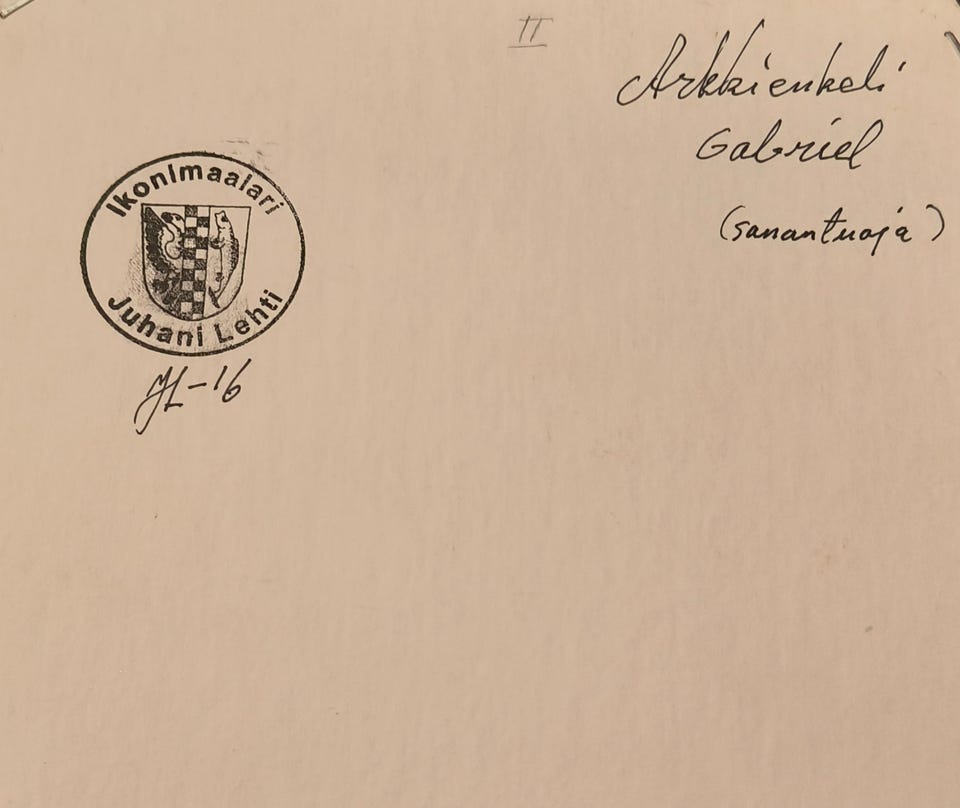 II
Arkkienkeli
Gabriel
(sanantuoja)
Ikonimaalari
Juhani Lehti
JL-16